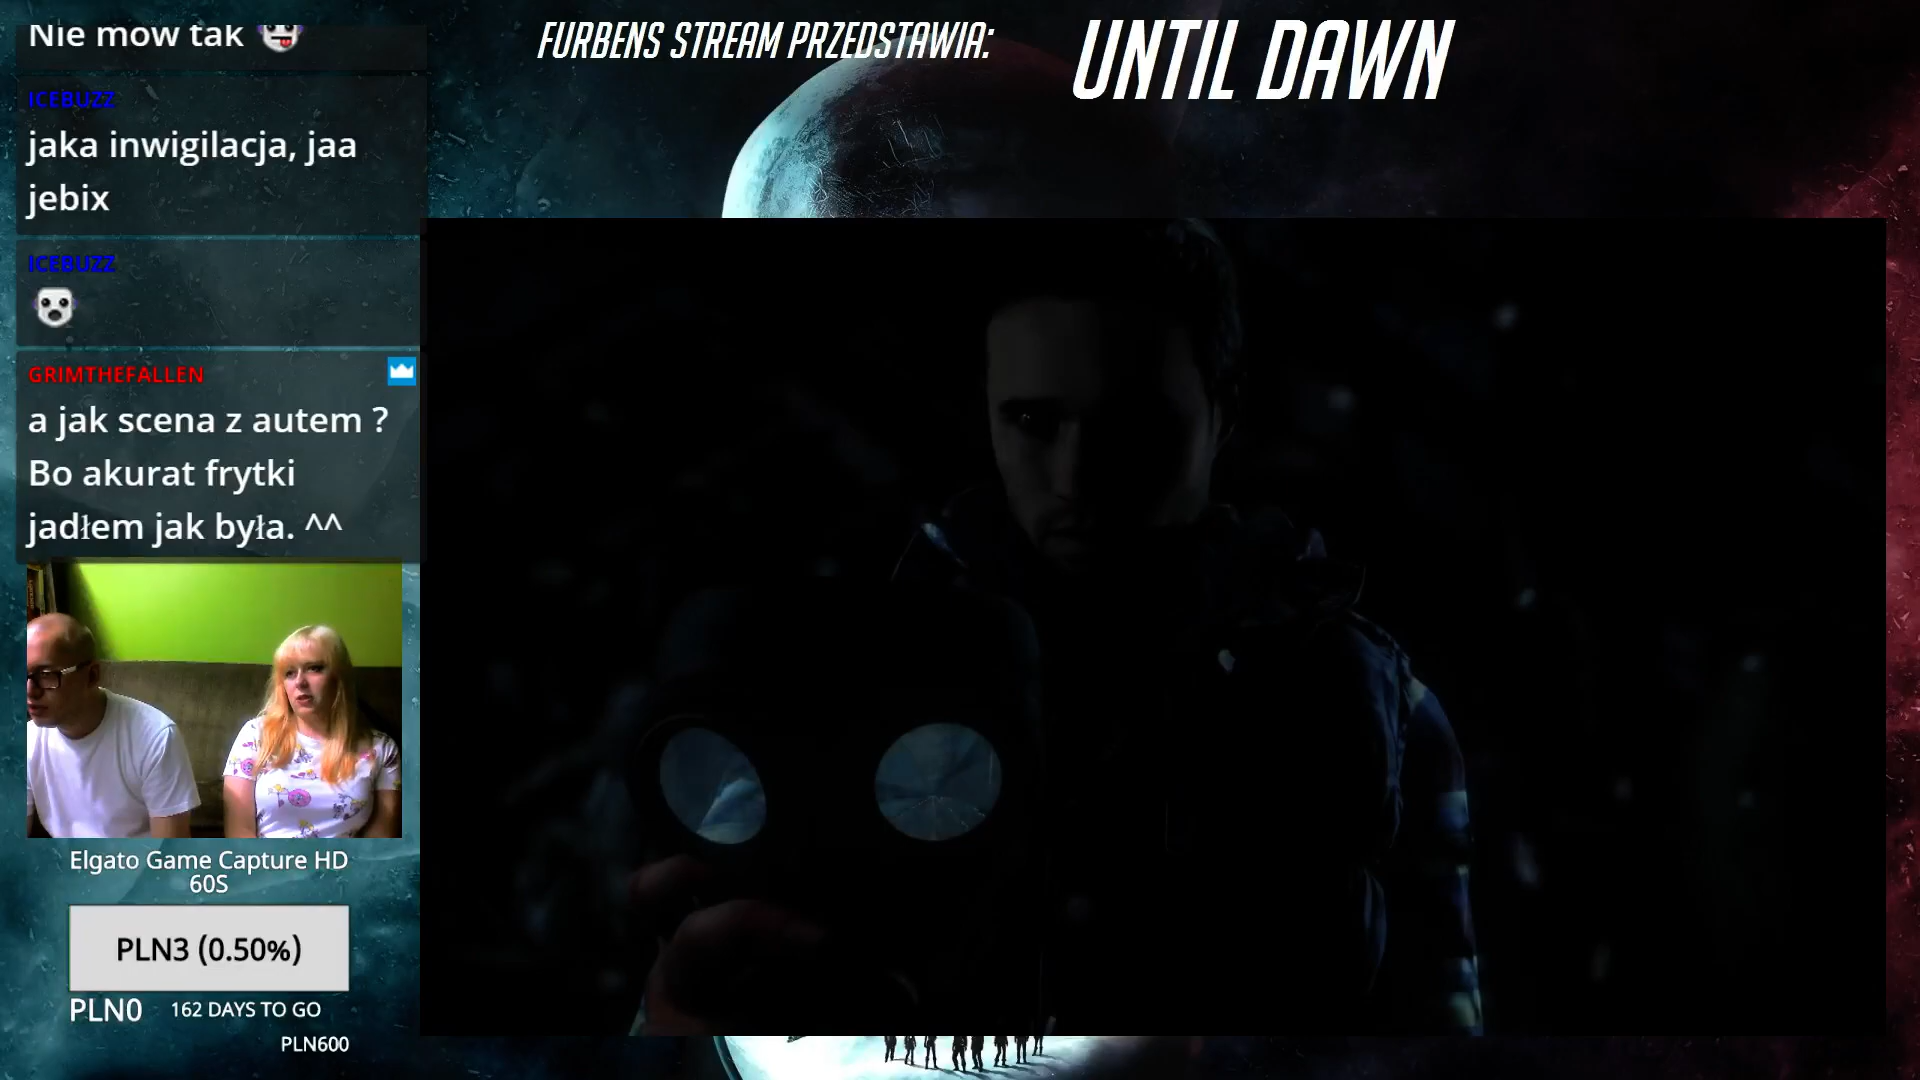 Nie mow tak
ICEBUZZ
jaka inwigilacja, jaa
jebix
ICEBUZZ
GRIMTHEFALLEN
a jak scena z autem ?
Bo akurat frytki
jadłem jak była. ^^
FURBENS STREAM PRZEDSTAWIA:
UNTIL DAWN
Elgato Game Capture HD
60S
PLN3 (0.50%)
PLN0 162 DAYS TO GO
PLN600